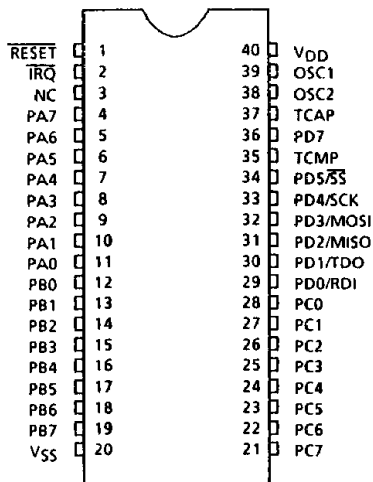 R̅E̅S̅E̅T̅ 1 40 VDD
I̅R̅Q̅ 2 39 OSC1
NC 3 38 OSC2
PA7 4 37 TCAP
PA6 5 36 PD7
PA5 6 35 TCMP
PA4 7 34 PD5/S̅S̅
PA3 8 33 PD4/SCK
PA2 9 32 PD3/MOSI
PA1 10 31 PD2/MISO
PA0 11 30 PD1/TDO
PB0 12 29 PD0/RDI
PB1 13 28 PC0
PB2 14 27 PC1
PB3 15 26 PC2
PB4 16 25 PC3
PB5 17 24 PC4
PB6 18 23 PC5
PB7 19 22 PC6
VSS 20 21 PC7